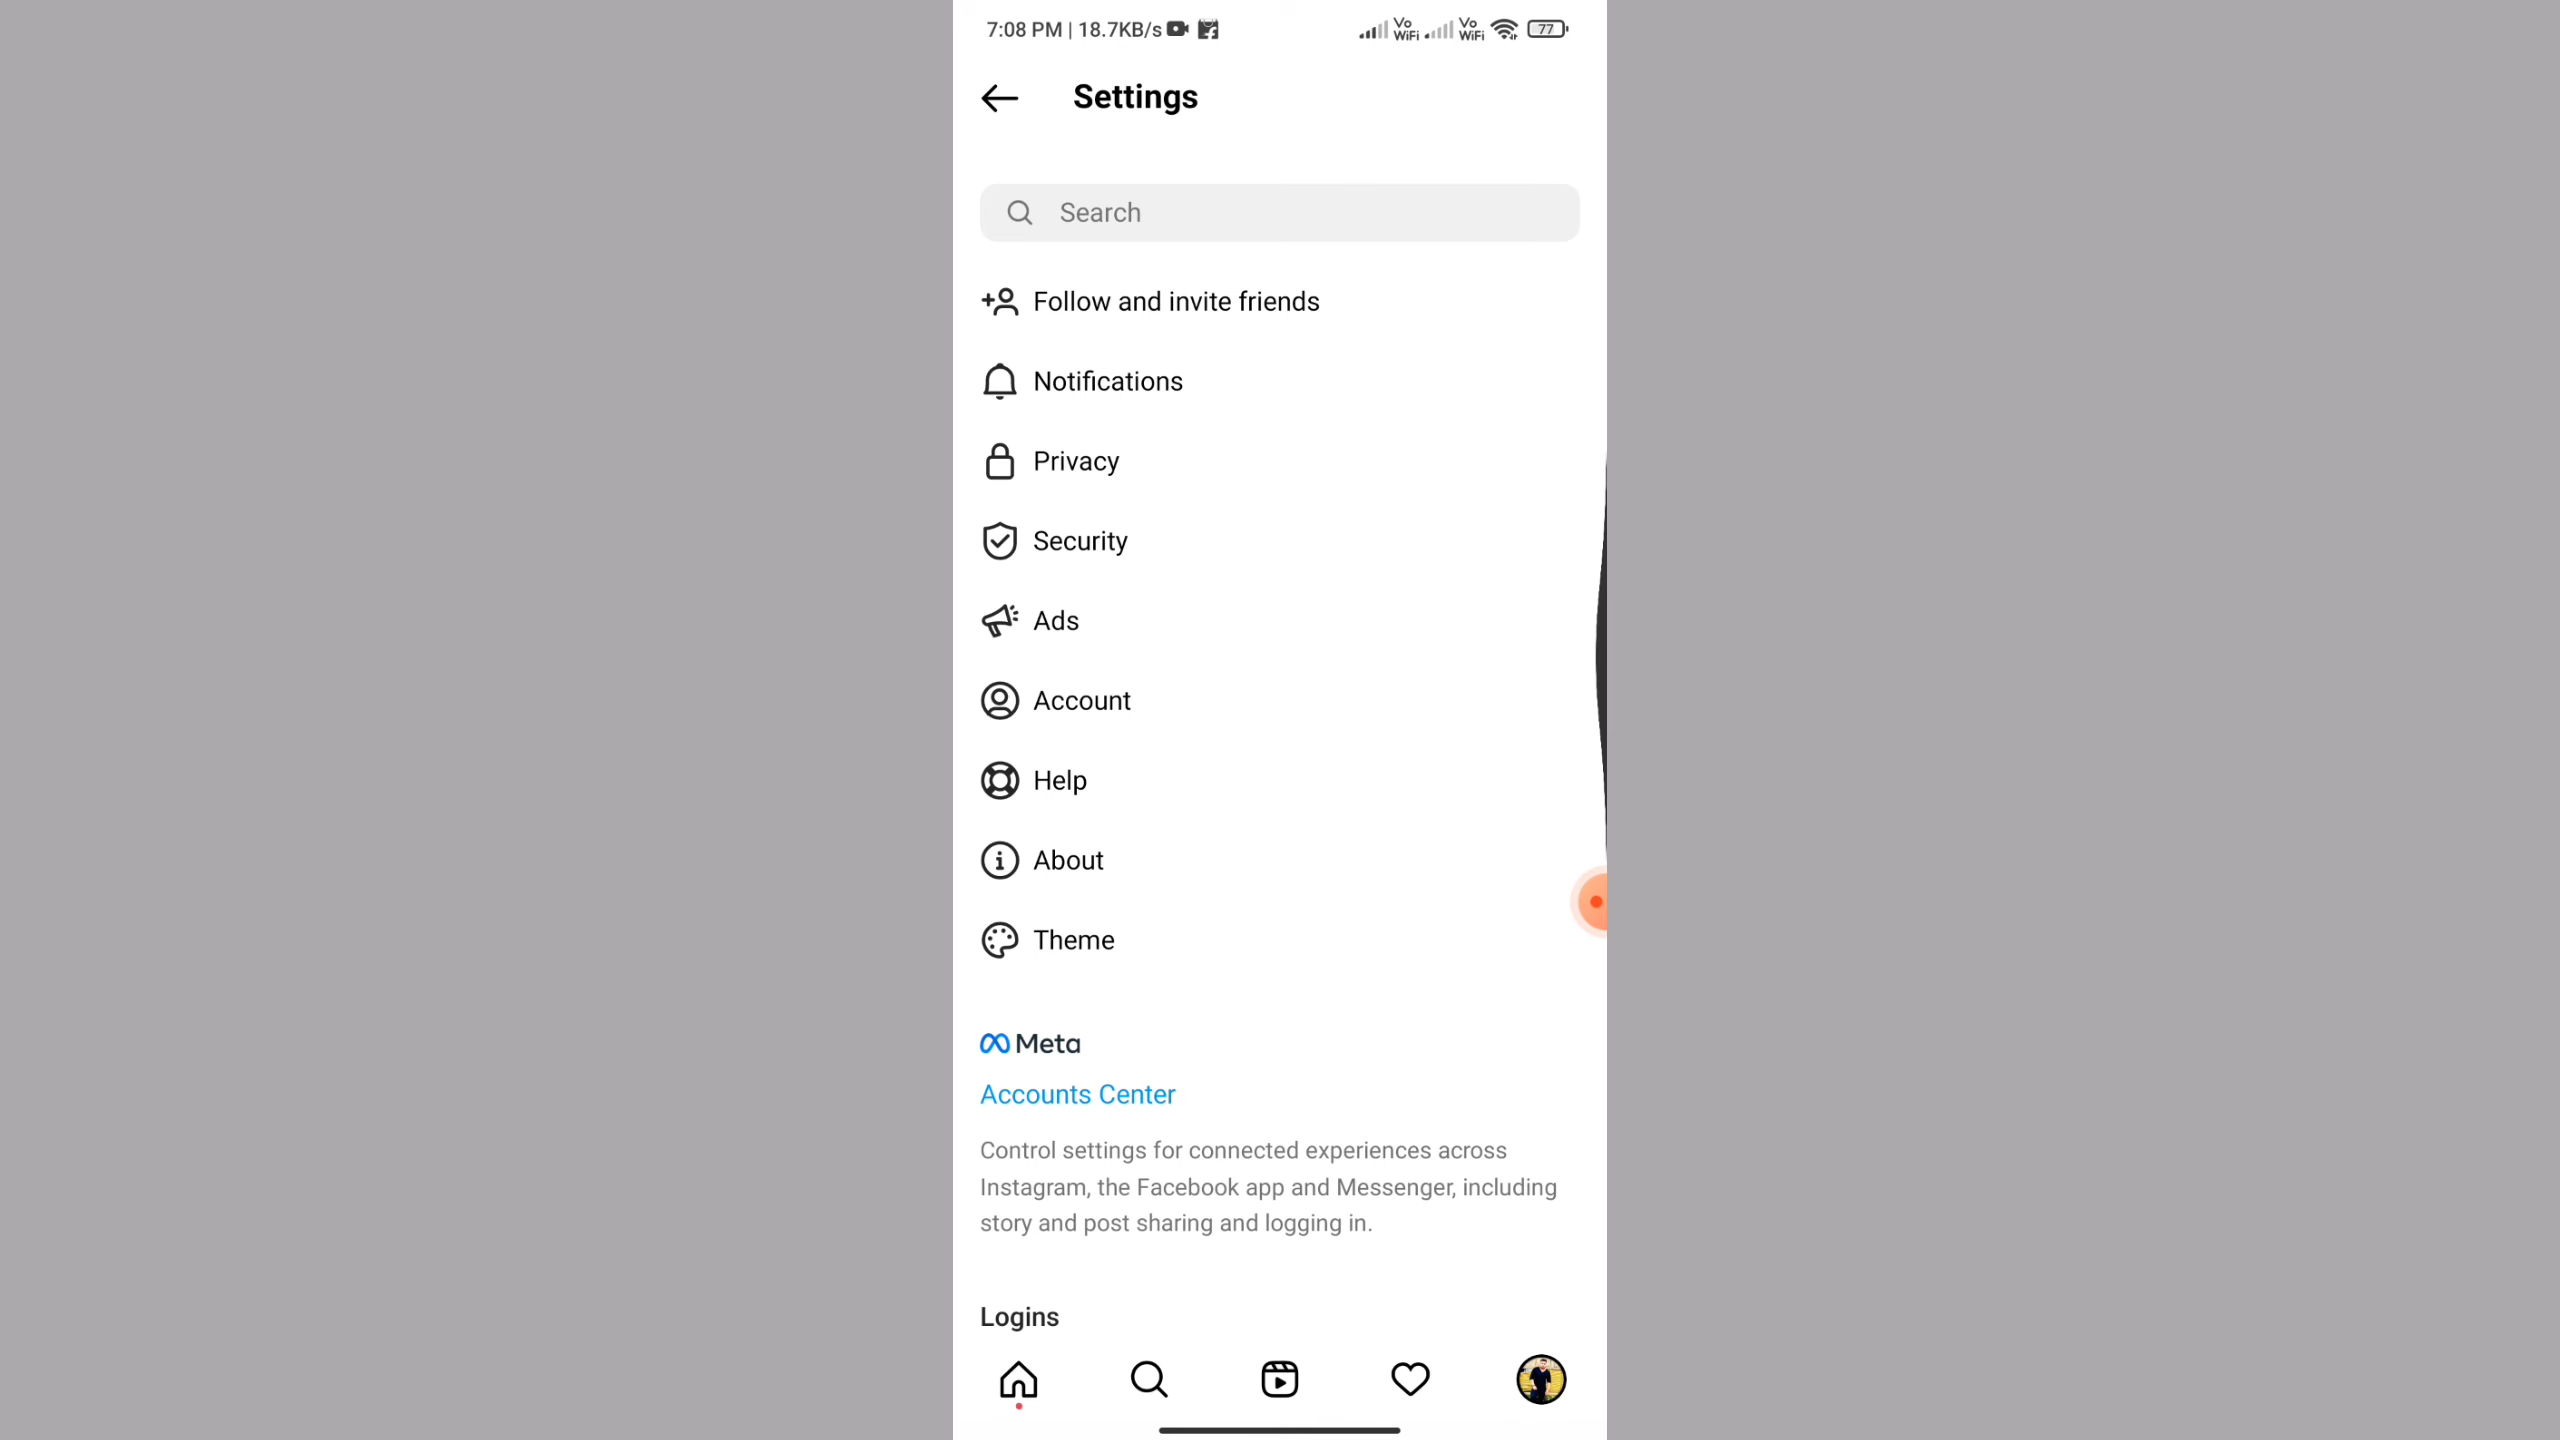 7:08 PM | 18.7KB/s Vo WiFi Vo WiFi 77
Settings
Search
Follow and invite friends
Notifications
Privacy
Security
Ads
Account
Help
About
Theme
Meta
Accounts Center
Control settings for connected experiences across
Instagram, the Facebook app and Messenger, including
story and post sharing and logging in.
Logins